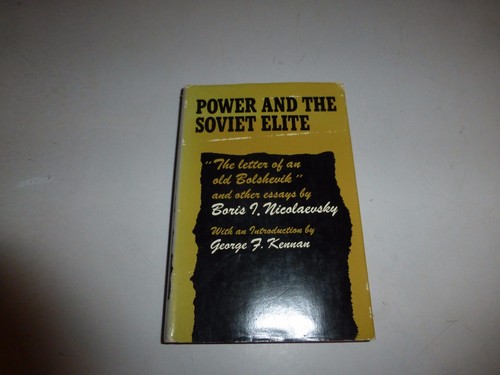 POWER AND THE
SOVIET ELITE
"The letter of an
old Bolshevik"
and other essays by
Boris I. Nicolaevsky
With an Introduction by
George F. Kennan